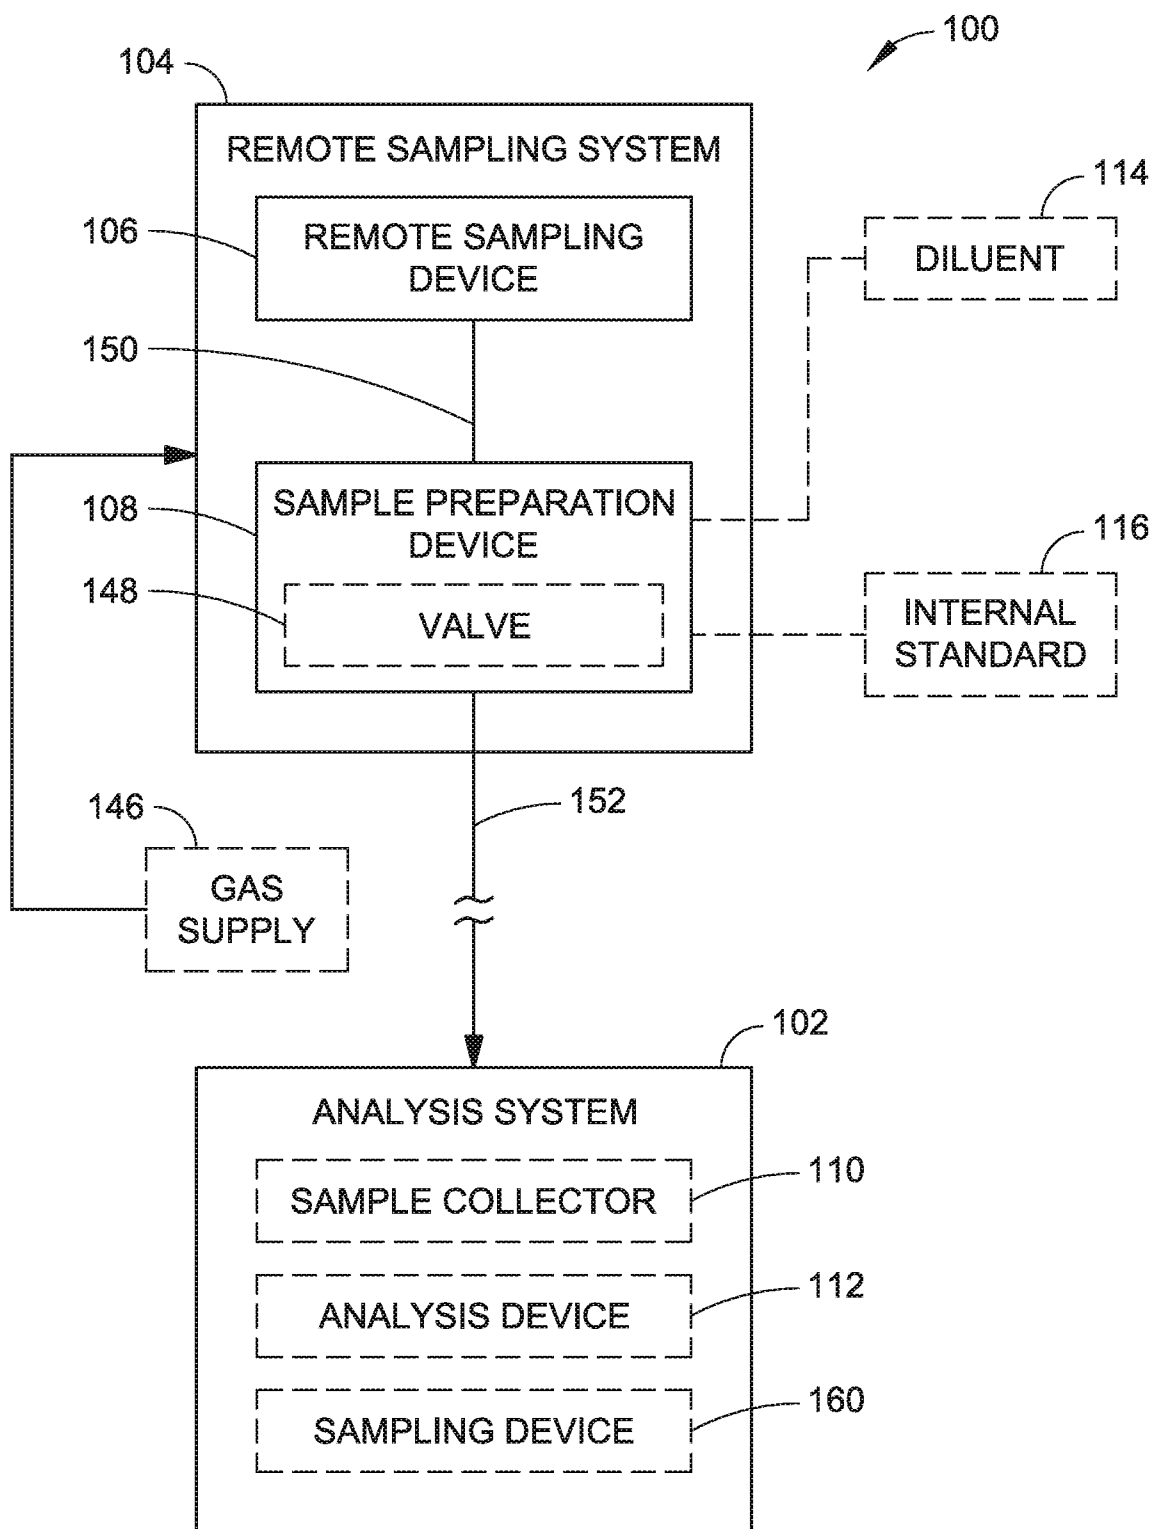 100
104
REMOTE SAMPLING SYSTEM
114
106
REMOTE SAMPLING
DEVICE
DILUENT
150
108
SAMPLE PREPARATION
DEVICE
116
148
VALVE
INTERNAL
STANDARD
146
152
GAS
SUPPLY
102
ANALYSIS SYSTEM
110
SAMPLE COLLECTOR
112
ANALYSIS DEVICE
160
SAMPLING DEVICE